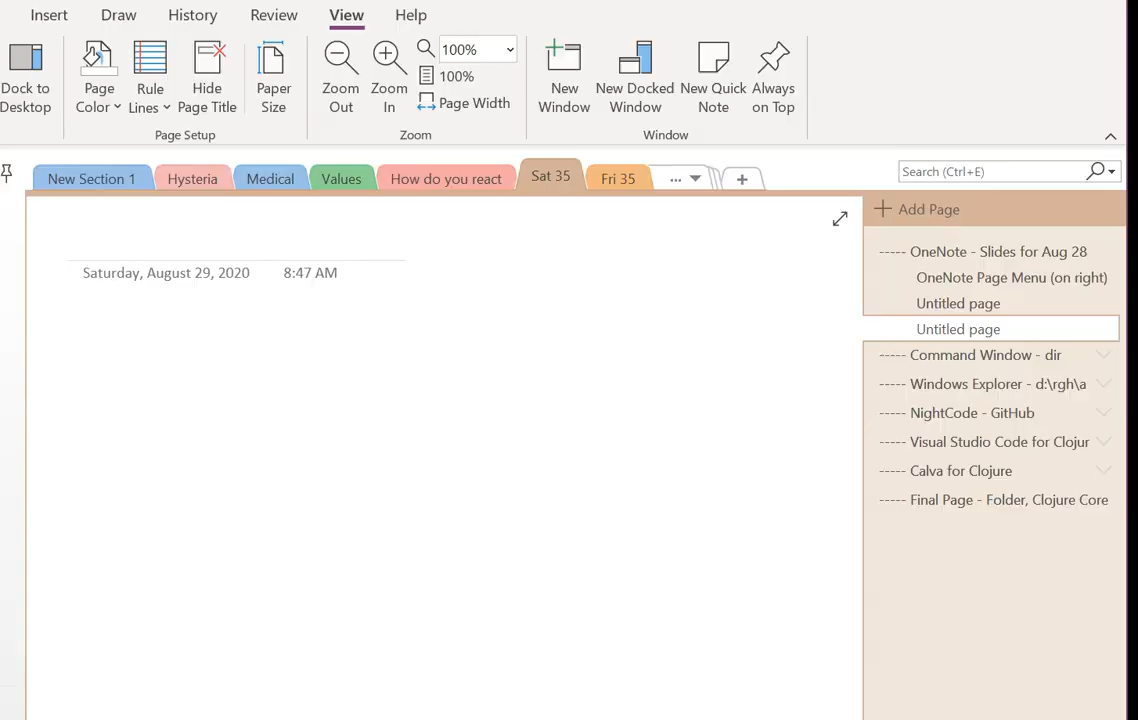 Insert Draw History Review View Help
Dock to Desktop
Page Color
Rule Lines
Hide Page Title
Paper Size
Zoom Out
Zoom In
100%
100%
Page Width
New Window
New Docked Window
New Quick Note
Always on Top
Page Setup
Zoom
Window
New Section 1 Hysteria Medical Values How do you react Sat 35 Fri 35 ... +
Search (Ctrl+E)
Add Page
Saturday, August 29, 2020 8:47 AM
----- OneNote - Slides for Aug 28
OneNote Page Menu (on right)
Untitled page
Untitled page
----- Command Window - dir
----- Windows Explorer - d:\rgh\a
----- NightCode - GitHub
----- Visual Studio Code for Clojur
----- Calva for Clojure
----- Final Page - Folder, Clojure Core